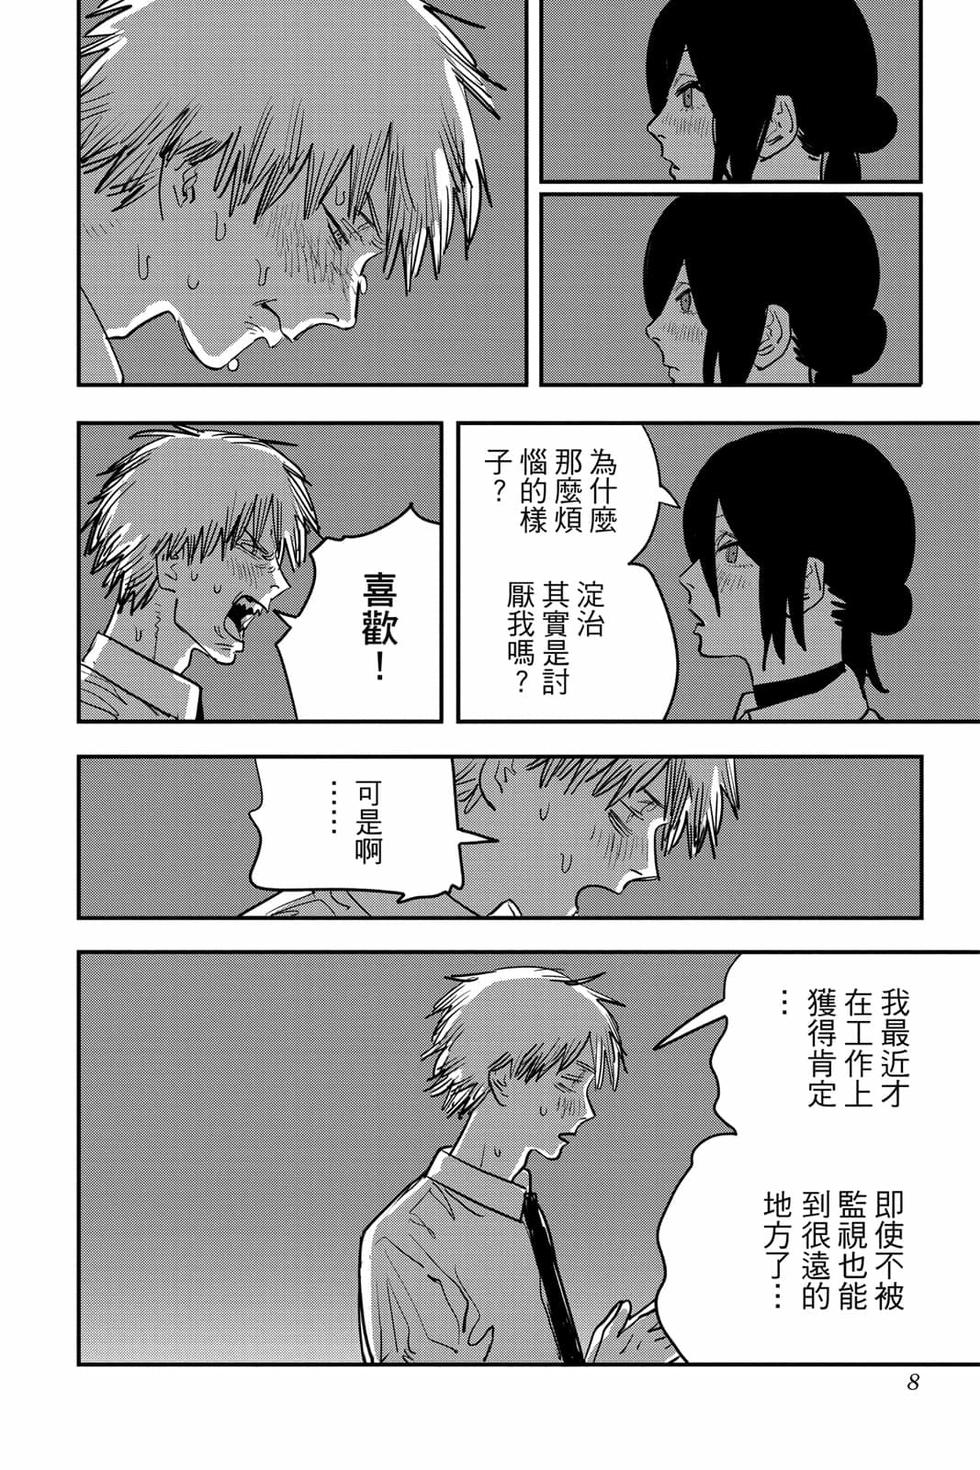 為什麼
那麼煩
惱的樣
子？
淀治
其實是討
厭我嗎？
喜歡！
可是啊
……
我最近才
在工作上
獲得肯定
…
即使不被
監視也能
到很遠的
地方了…
8